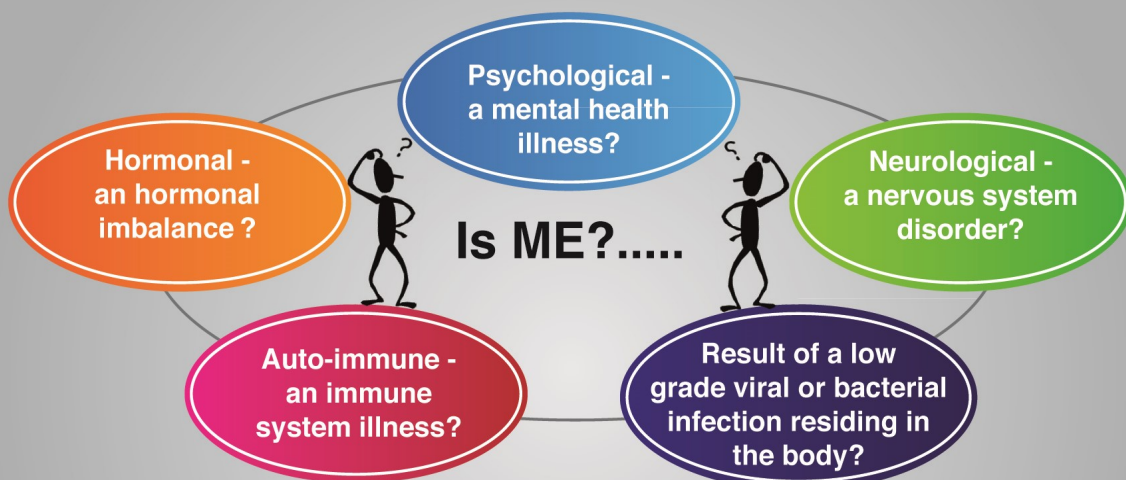 Psychological -
a mental health
illness?
Hormonal -
an hormonal
imbalance ?
?
?
Neurological -
a nervous system
disorder?
Is ME?.....
Auto-immune -
an immune
system illness?
Result of a low
grade viral or bacterial
infection residing in
the body?